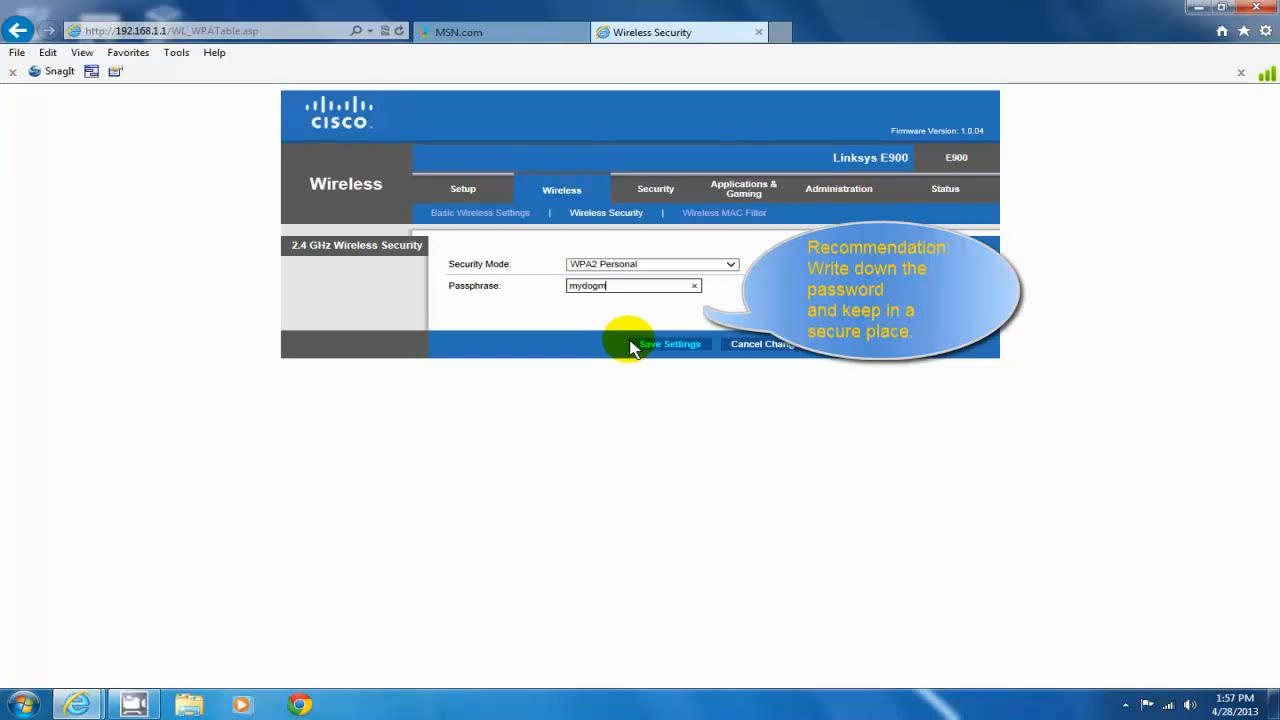 http://192.168.1.1/WL_WPATable.asp
MSN.com
Wireless Security
File Edit View Favorites Tools Help
SnagIt
CISCO
Firmware Version: 1.0.04
Linksys E900 E900
Wireless
Setup Wireless Security Applications & Gaming Administration Status
Basic Wireless Settings | Wireless Security | Wireless MAC Filter
2.4 GHz Wireless Security
Security Mode: WPA2 Personal
Passphrase: mydogm
Save Settings Cancel Chang
Recommendation:
Write down the
password
and keep in a
secure place.
1:57 PM
4/28/2013